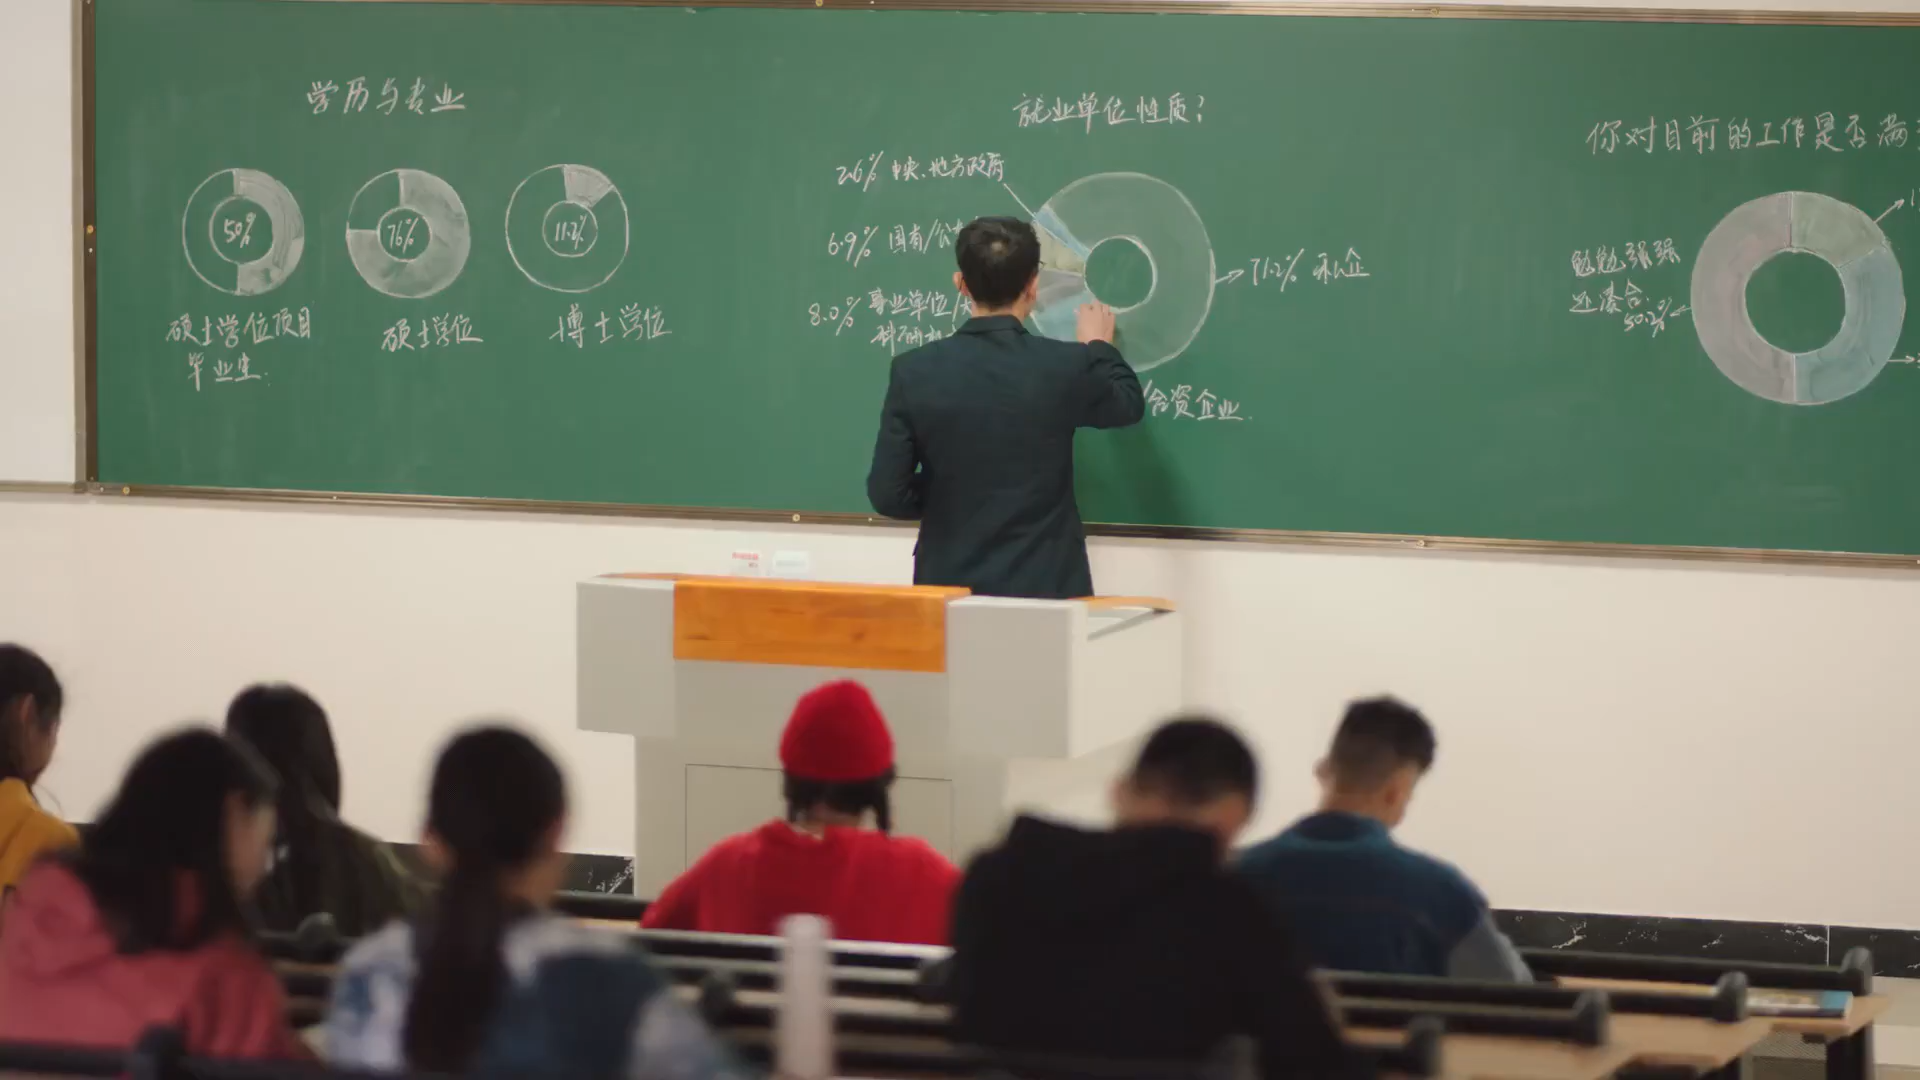 学历与专业
50%
76%
11.2%
硕士学位项目
毕业生.
硕士学位
博士学位
就业单位性质?
2.6% 中央、地方政府
6.9% 国有/公
8.0% 事业单位/
科研机
71.2% 私企
/合资企业.
你对目前的工作是否满
勉勉强强
还凑合.
50.2%